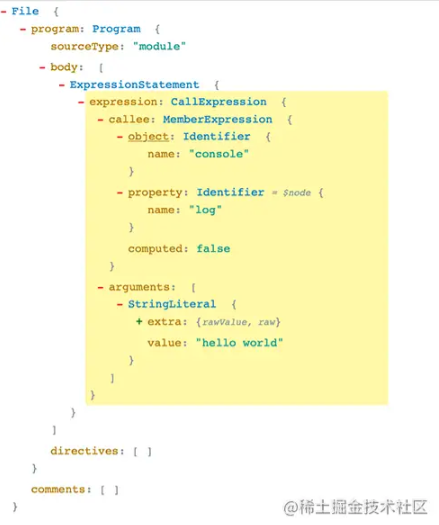 - File {
- program: Program {
sourceType: "module"
- body: [
- ExpressionStatement {
- expression: CallExpression {
- callee: MemberExpression {
- object: Identifier {
name: "console"
}
- property: Identifier = $node {
name: "log"
}
computed: false
}
- arguments: [
- StringLiteral {
+ extra: {rawValue, raw}
value: "hello world"
}
]
}
}
]
directives: [ ]
}
comments: [ ]
}
@稀土掘金技术社区